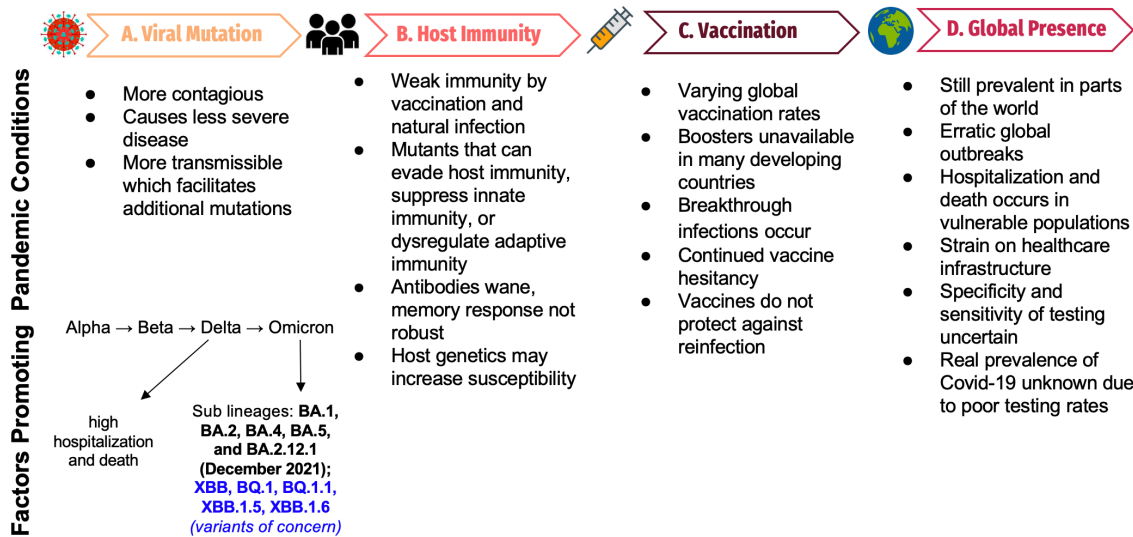 Factors Promoting Pandemic Conditions
A. Viral Mutation
● More contagious
● Causes less severe
disease
● More transmissible
which facilitates
additional mutations
Alpha → Beta → Delta → Omicron
high
hospitalization
and death
Sub lineages: BA.1,
BA.2, BA.4, BA.5,
and BA.2.12.1
(December 2021);
XBB, BQ.1, BQ.1.1,
XBB.1.5, XBB.1.6
(variants of concern)
B. Host Immunity
● Weak immunity by
vaccination and
natural infection
● Mutants that can
evade host immunity,
suppress innate
immunity, or
dysregulate adaptive
immunity
● Antibodies wane,
memory response not
robust
● Host genetics may
increase susceptibility
C. Vaccination
● Varying global
vaccination rates
● Boosters unavailable
in many developing
countries
● Breakthrough
infections occur
● Continued vaccine
hesitancy
● Vaccines do not
protect against
reinfection
D. Global Presence
● Still prevalent in parts
of the world
● Erratic global
outbreaks
● Hospitalization and
death occurs in
vulnerable populations
● Strain on healthcare
infrastructure
● Specificity and
sensitivity of testing
uncertain
● Real prevalence of
Covid-19 unknown due
to poor testing rates